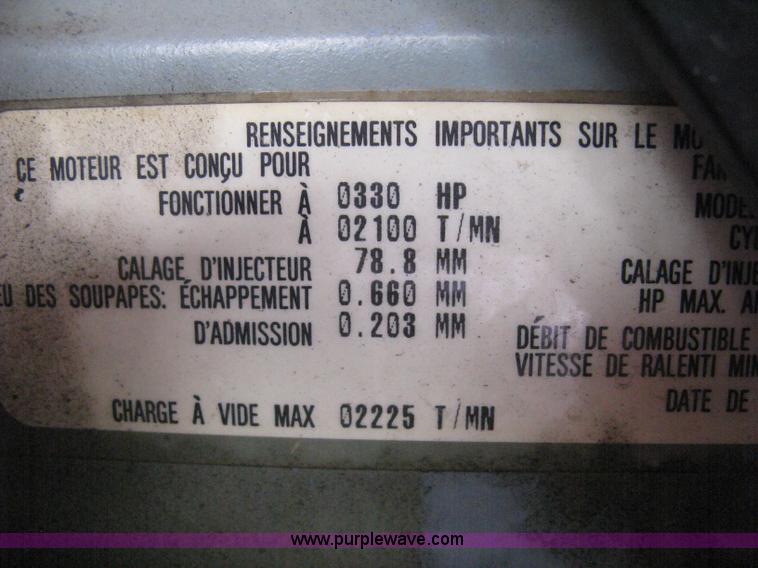 RENSEIGNEMENTS IMPORTANTS SUR LE
CE MOTEUR EST CONÇU POUR
FONCTIONNER À 0330 HP
À 02100 T/MN
CALAGE D'INJECTEUR 78.8 MM CALAGE D'INJE
EU DES SOUPAPES: ÉCHAPPEMENT 0.660 MM HP MAX. A
D'ADMISSION 0.203 MM DÉBIT DE COMBUSTIBLE
VITESSE DE RALENTI MIN
CHARGE À VIDE MAX 02225 T/MN DATE DE
www.purplewave.com